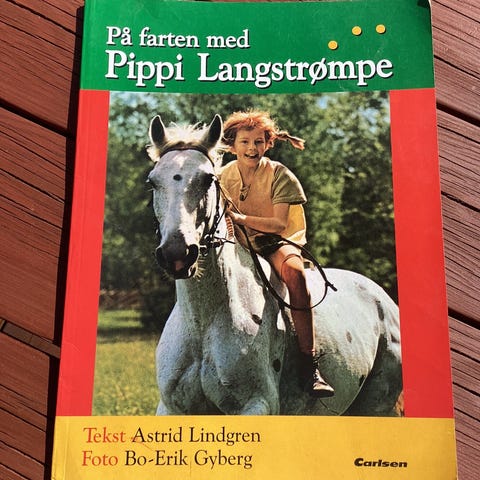 På farten med
Pippi Langstrømpe
Tekst Astrid Lindgren
Foto Bo-Erik Gyberg
Carlsen